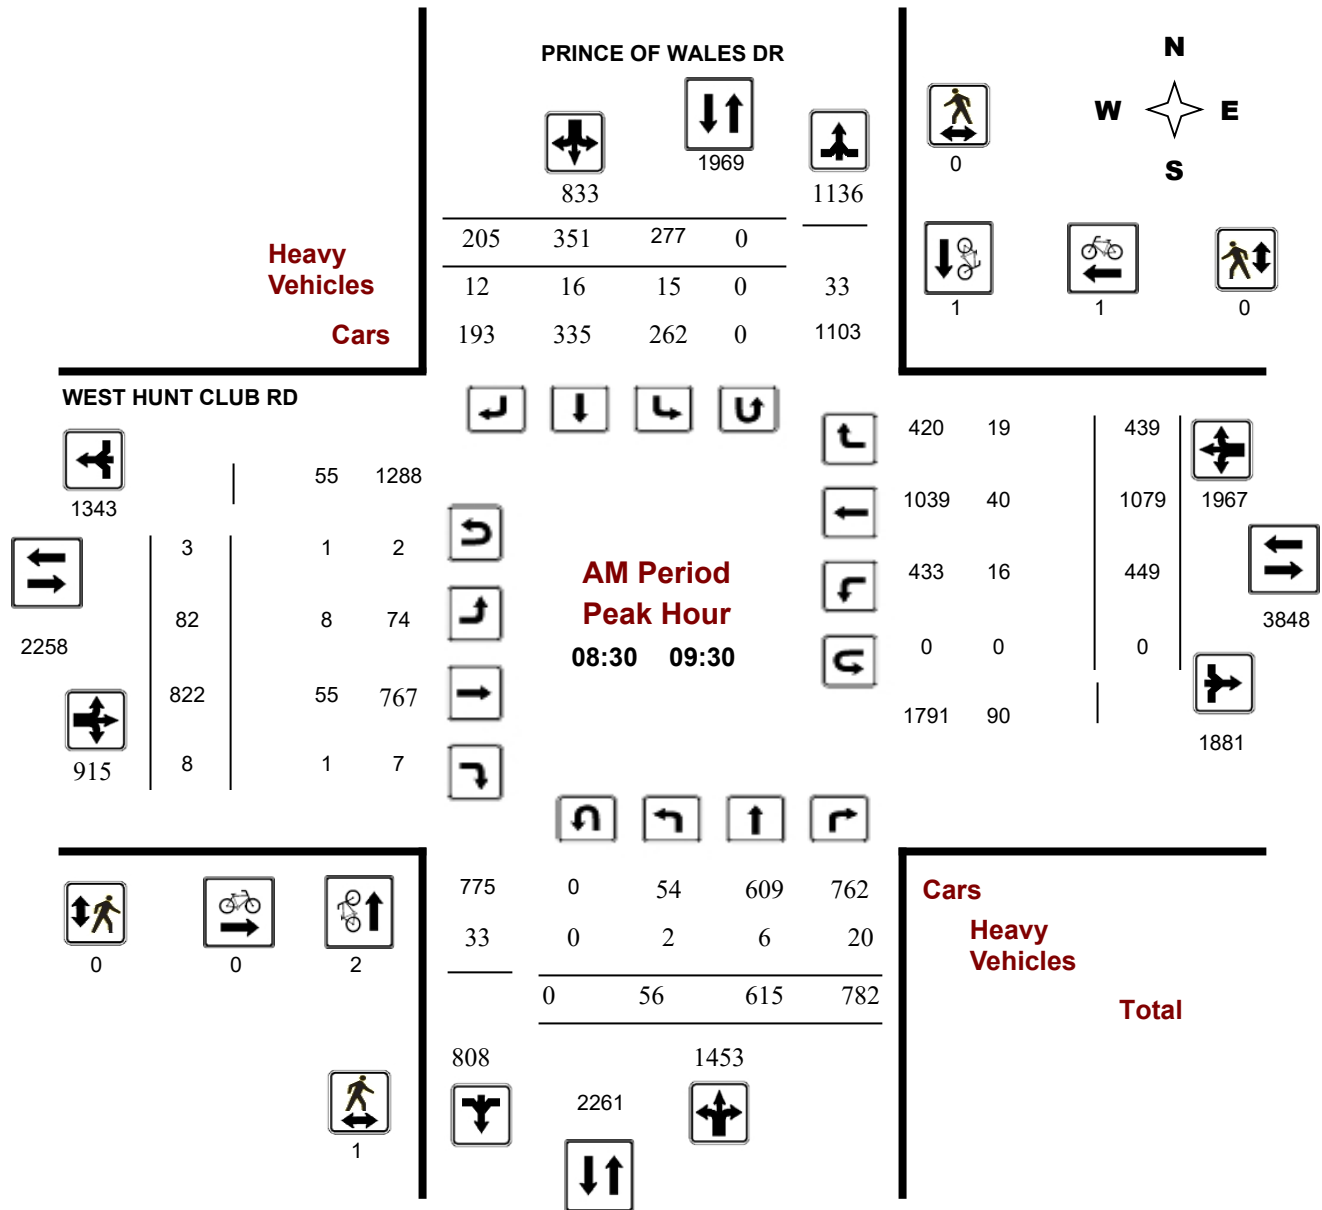 PRINCE OF WALES DR
N
W E
S
1969
0
833
1136
205 351 277 0
Heavy
Vehicles
12 16 15 0 33
1 1 0
Cars
193 335 262 0 1103
WEST HUNT CLUB RD
420 19 439
55 1288
1343
1039 40 1079 1967
3 1 2
AM Period
433 16 449
82 8 74
Peak Hour
3848
2258
08:30 09:30
0 0 0
822 55 767
1791 90
1881
915
8 1 7
775 0 54 609 762
Cars
33 0 2 6 20
Heavy
Vehicles
0 0 2
0 56 615 782
Total
808 1453
2261
1